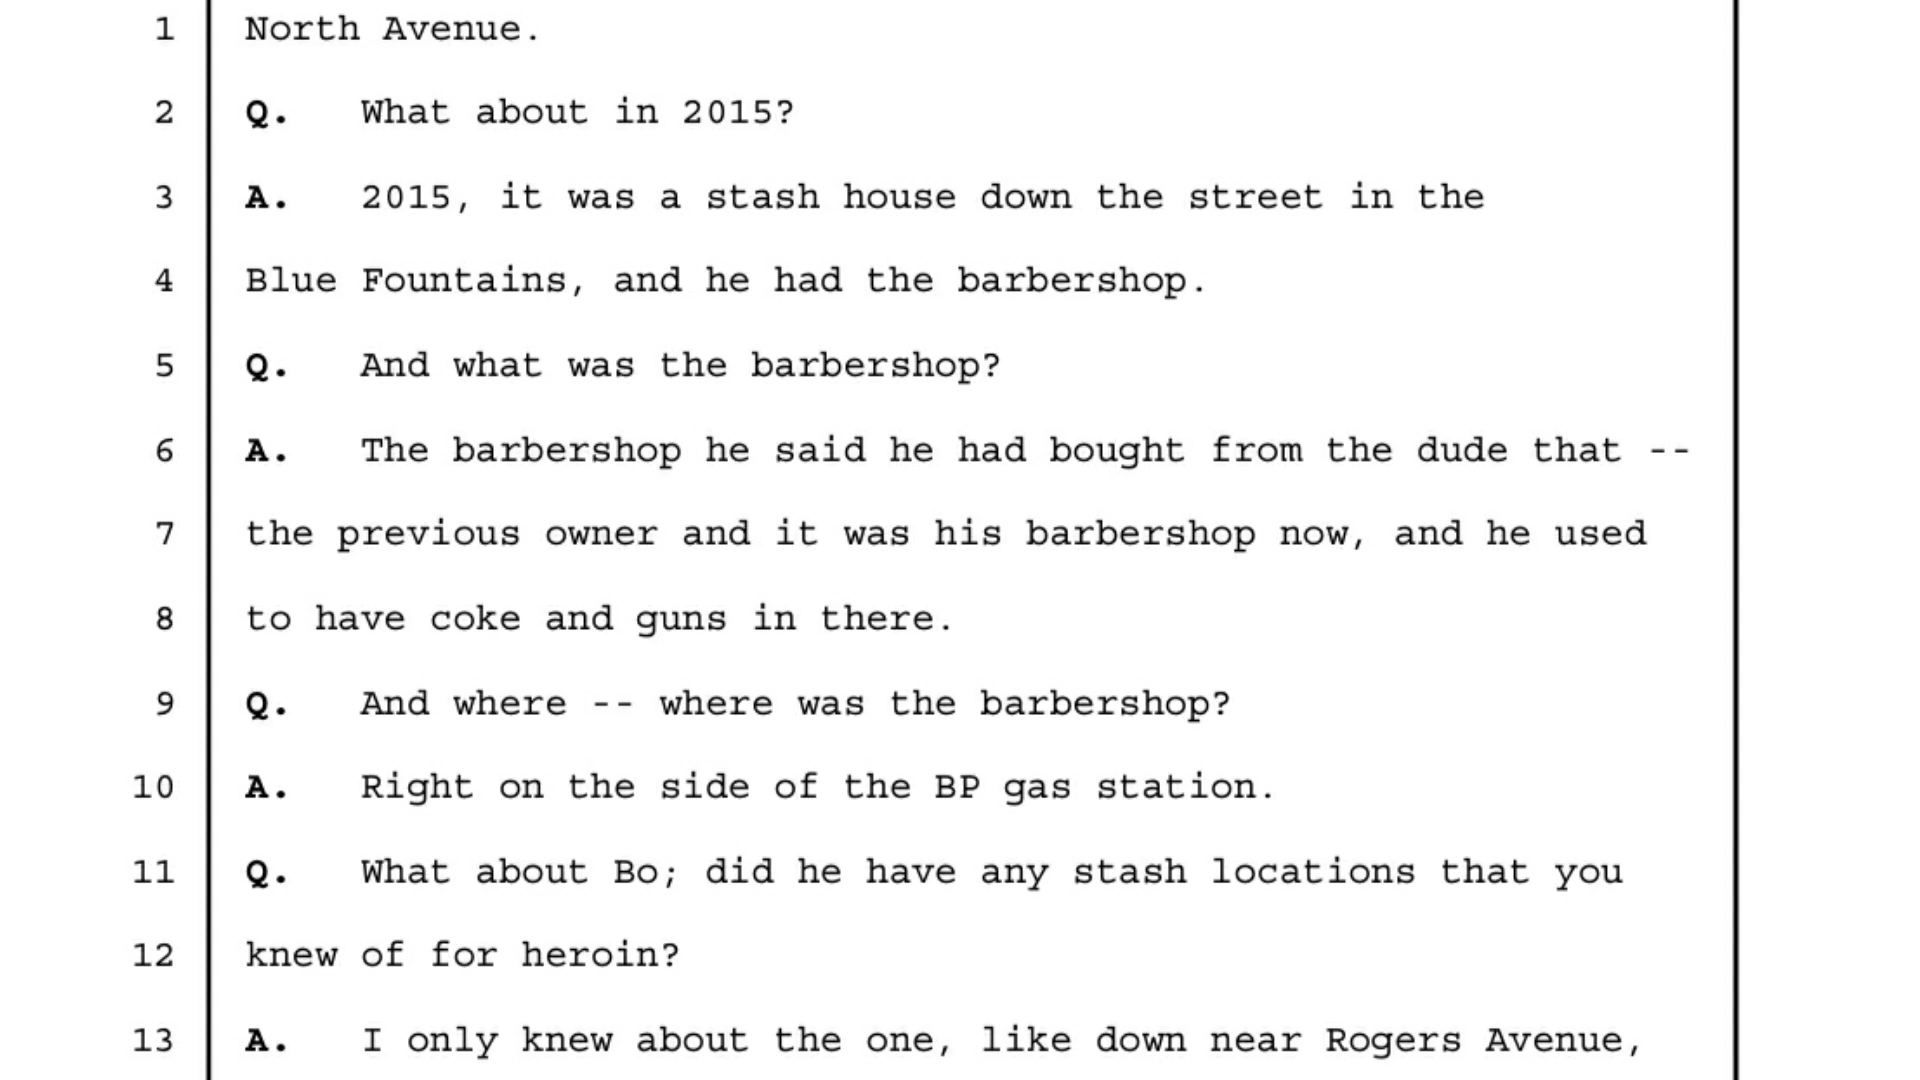 1 North Avenue.
2 Q. What about in 2015?
3 A. 2015, it was a stash house down the street in the
4 Blue Fountains, and he had the barbershop.
5 Q. And what was the barbershop?
6 A. The barbershop he said he had bought from the dude that --
7 the previous owner and it was his barbershop now, and he used
8 to have coke and guns in there.
9 Q. And where -- where was the barbershop?
10 A. Right on the side of the BP gas station.
11 Q. What about Bo; did he have any stash locations that you
12 knew of for heroin?
13 A. I only knew about the one, like down near Rogers Avenue,